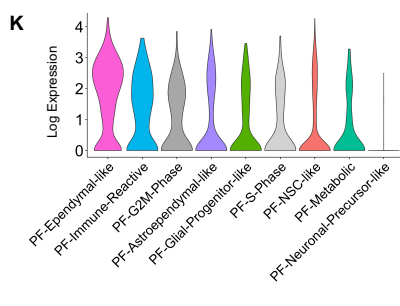 K
Log Expression
4
3
2
1
0
PF-Ependymal-like
PF-Immune-Reactive
PF-G2M-Phase
PF-Astroependymal-like
PF-Glial-Progenitor-like
PF-S-Phase
PF-NSC-like
PF-Metabolic
PF-Neuronal-Precursor-like